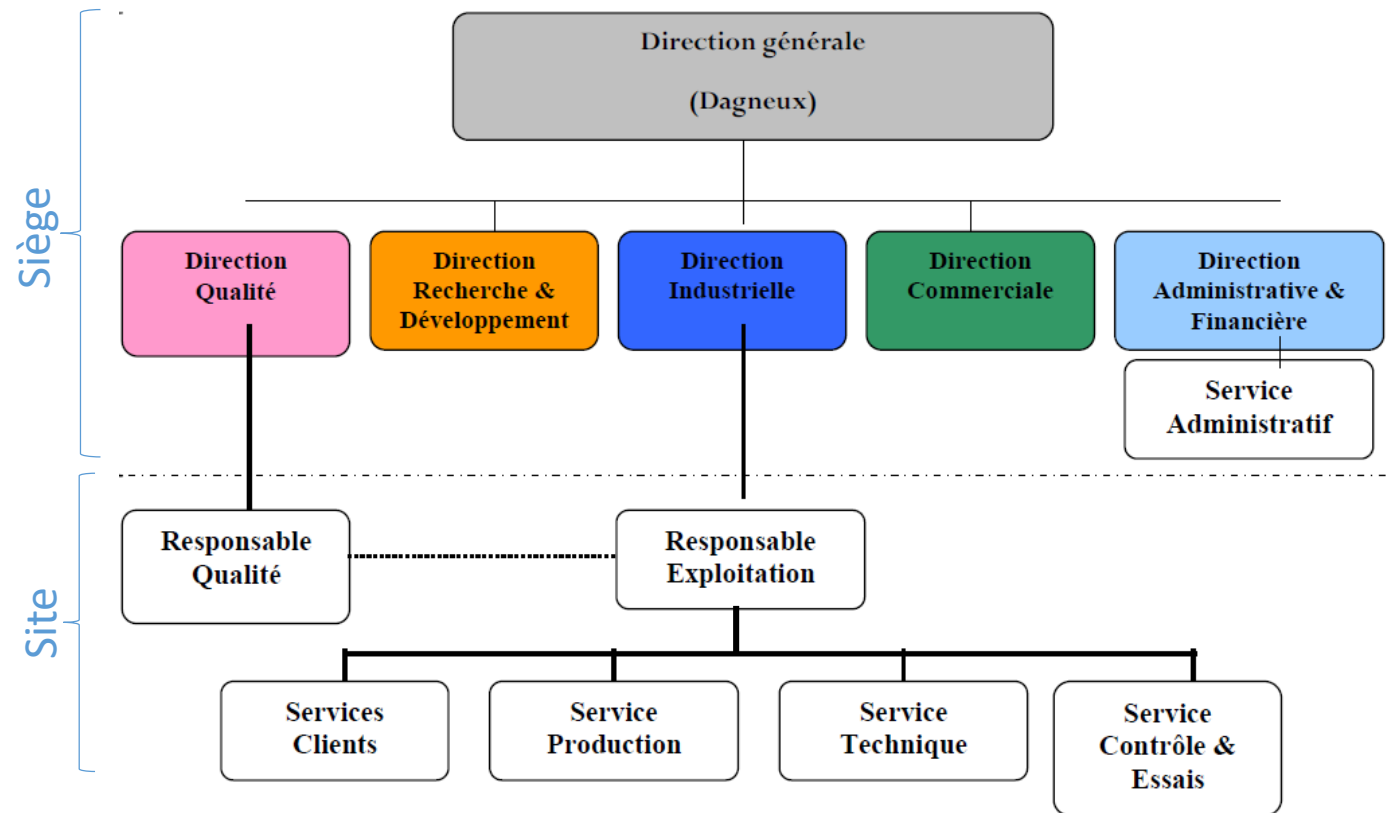 Direction générale
(Dagneux)
Siège
Direction
Qualité
Direction
Recherche &
Développement
Direction
Industrielle
Direction
Commerciale
Direction
Administrative &
Financière
Service
Administratif
Site
Responsable
Qualité
Responsable
Exploitation
Services
Clients
Service
Production
Service
Technique
Service
Contrôle &
Essais